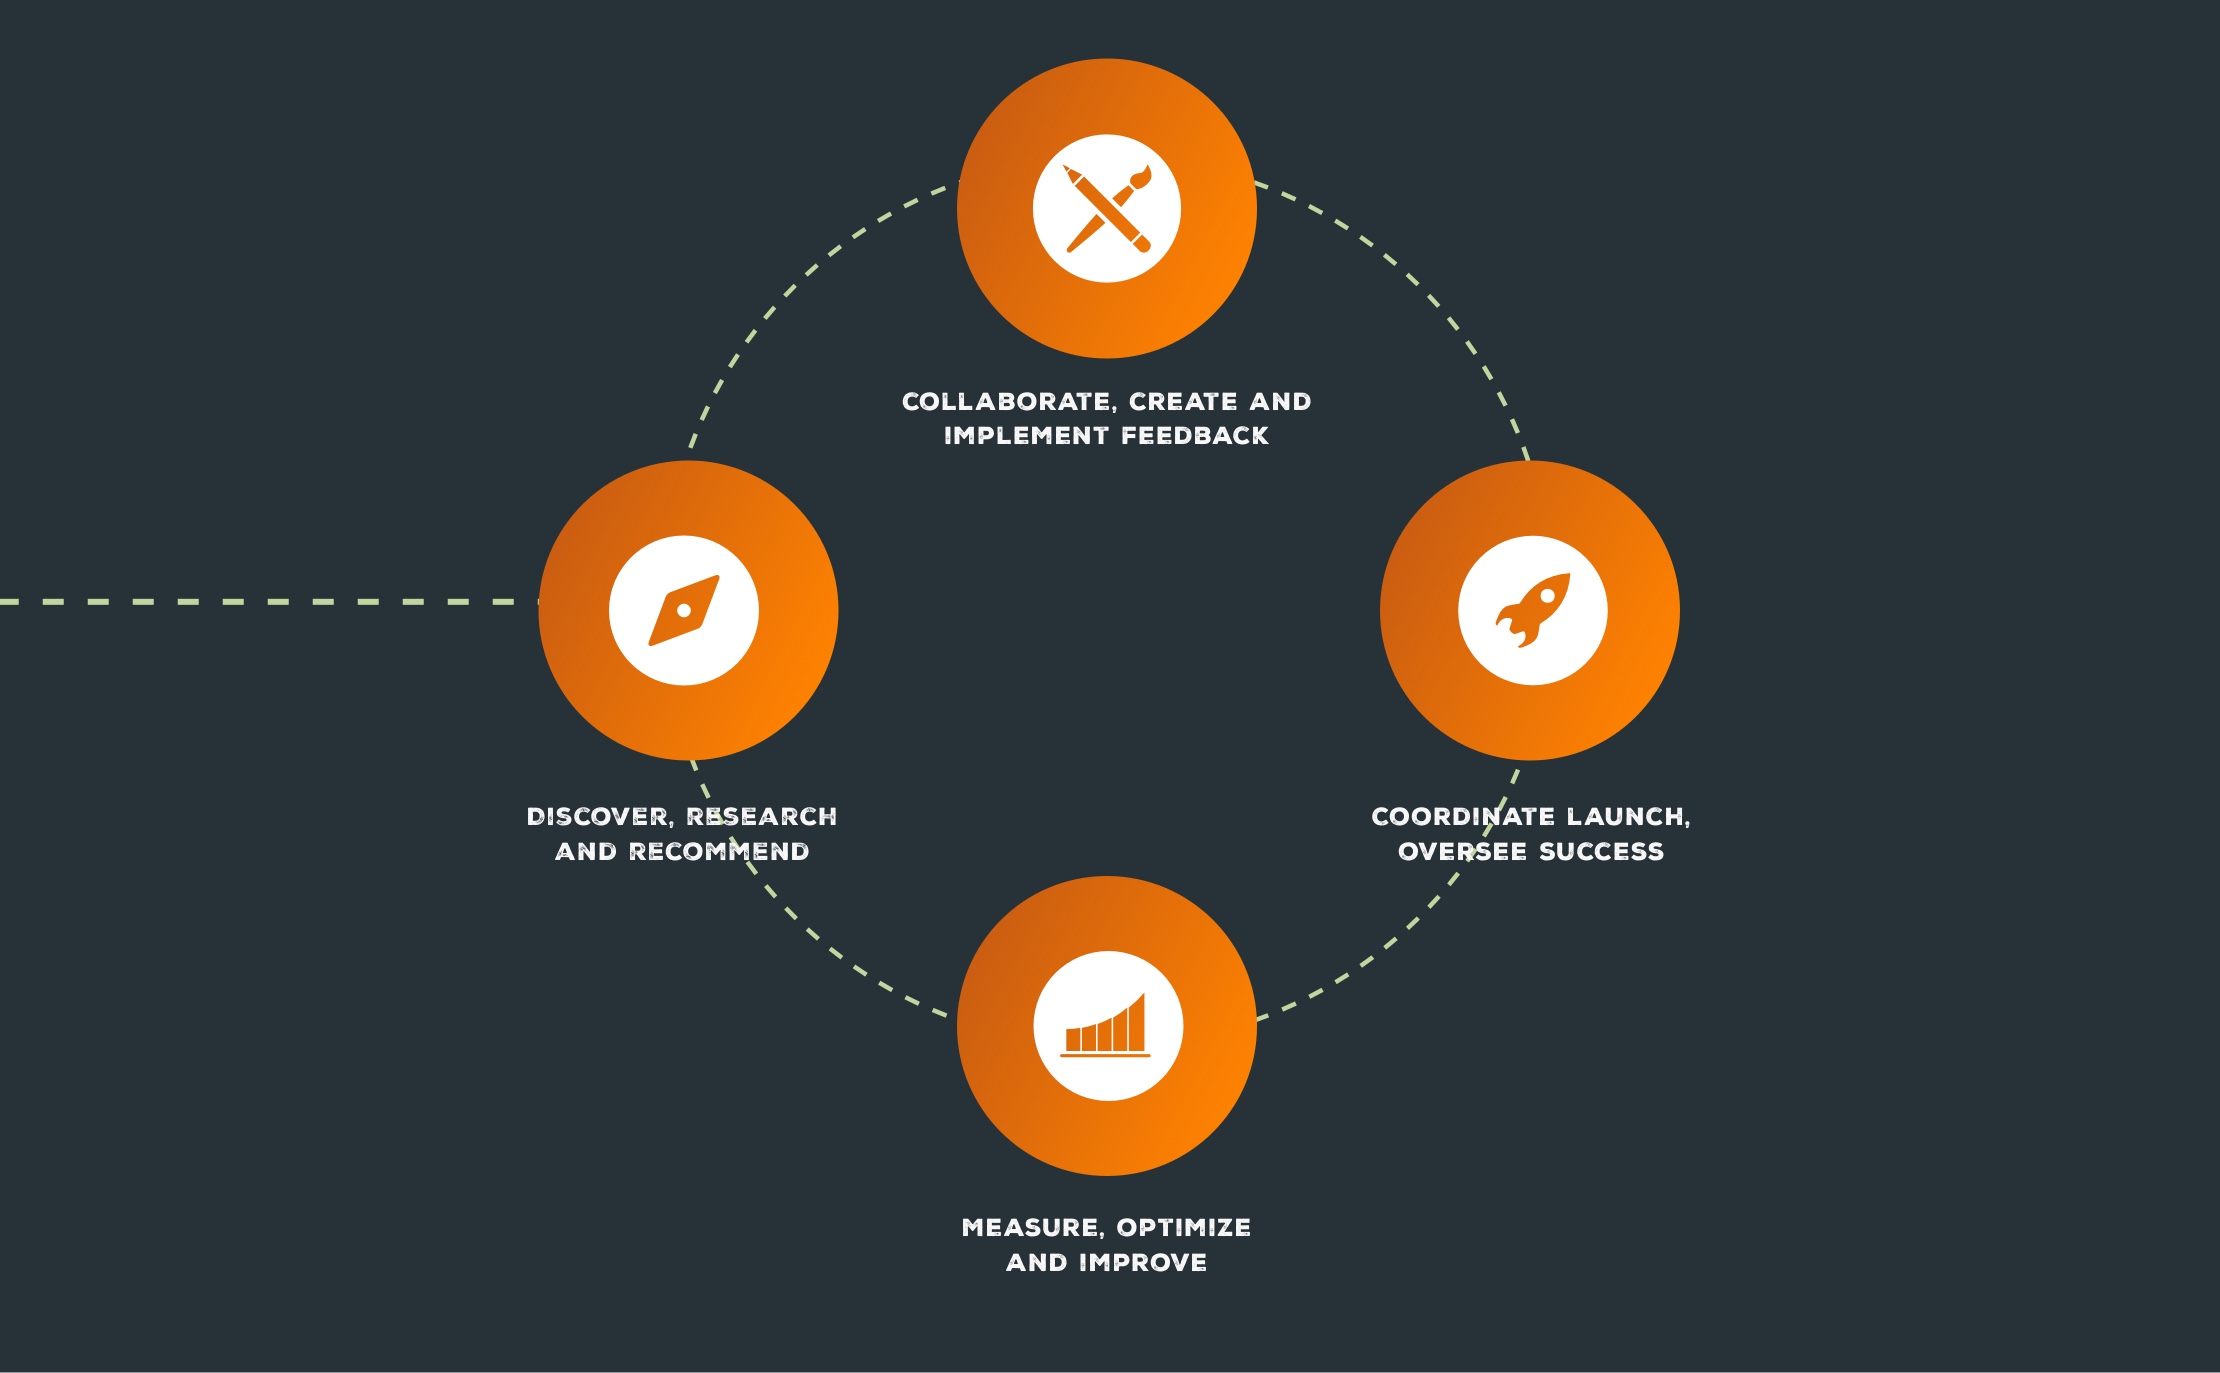 COLLABORATE, CREATE AND
IMPLEMENT FEEDBACK
DISCOVER, RESEARCH
AND RECOMMEND
COORDINATE LAUNCH,
OVERSEE SUCCESS
MEASURE, OPTIMIZE
AND IMPROVE